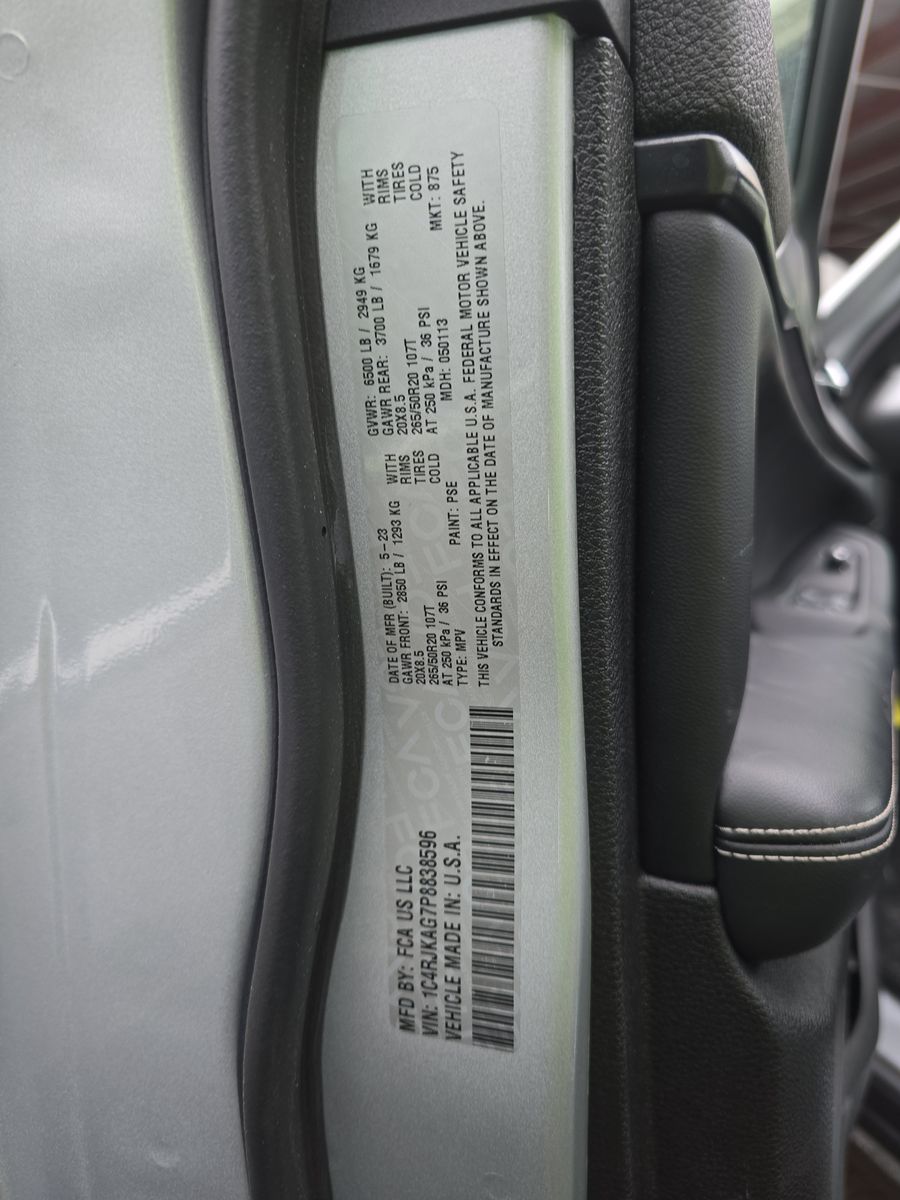 MFD BY: FCA US LLC
VIN: 1C4RJKAG7P8838596
VEHICLE MADE IN: U.S.A.
DATE OF MFR (BUILT): 5-23 GVWR: 6500 LB / 2949 KG
GAWR FRONT: 2850 LB / 1293 KG WITH GAWR REAR: 3700 LB / 1679 KG WITH
20X8.5 RIMS 20X8.5 RIMS
265/50R20 107T TIRES 265/50R20 107T TIRES
AT 250 kPa / 36 PSI COLD AT 250 kPa / 36 PSI COLD
TYPE: MPV PAINT: PSE MDH: 050113 MKT: 875
THIS VEHICLE CONFORMS TO ALL APPLICABLE U.S.A. FEDERAL MOTOR VEHICLE SAFETY
STANDARDS IN EFFECT ON THE DATE OF MANUFACTURE SHOWN ABOVE.